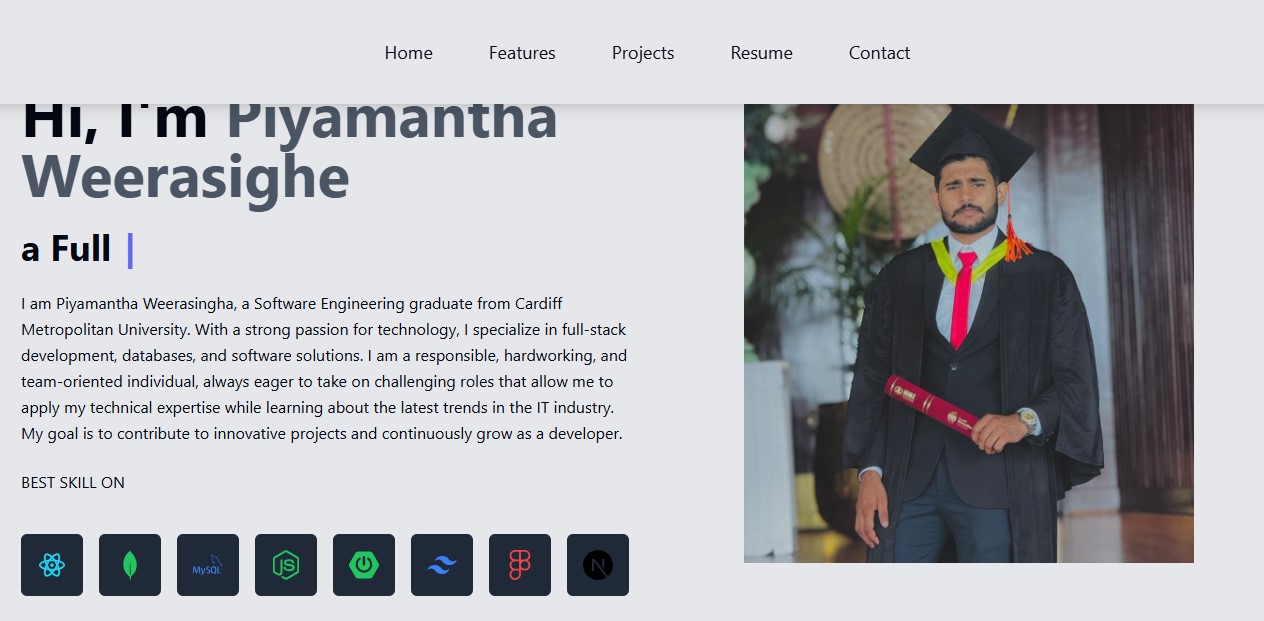 Home Features Projects Resume Contact
Hi, I'm Piyamantha
Weerasighe
a Full
I am Piyamantha Weerasingha, a Software Engineering graduate from Cardiff
Metropolitan University. With a strong passion for technology, I specialize in full-stack
development, databases, and software solutions. I am a responsible, hardworking, and
team-oriented individual, always eager to take on challenging roles that allow me to
apply my technical expertise while learning about the latest trends in the IT industry.
My goal is to contribute to innovative projects and continuously grow as a developer.
BEST SKILL ON
MySQL JS N